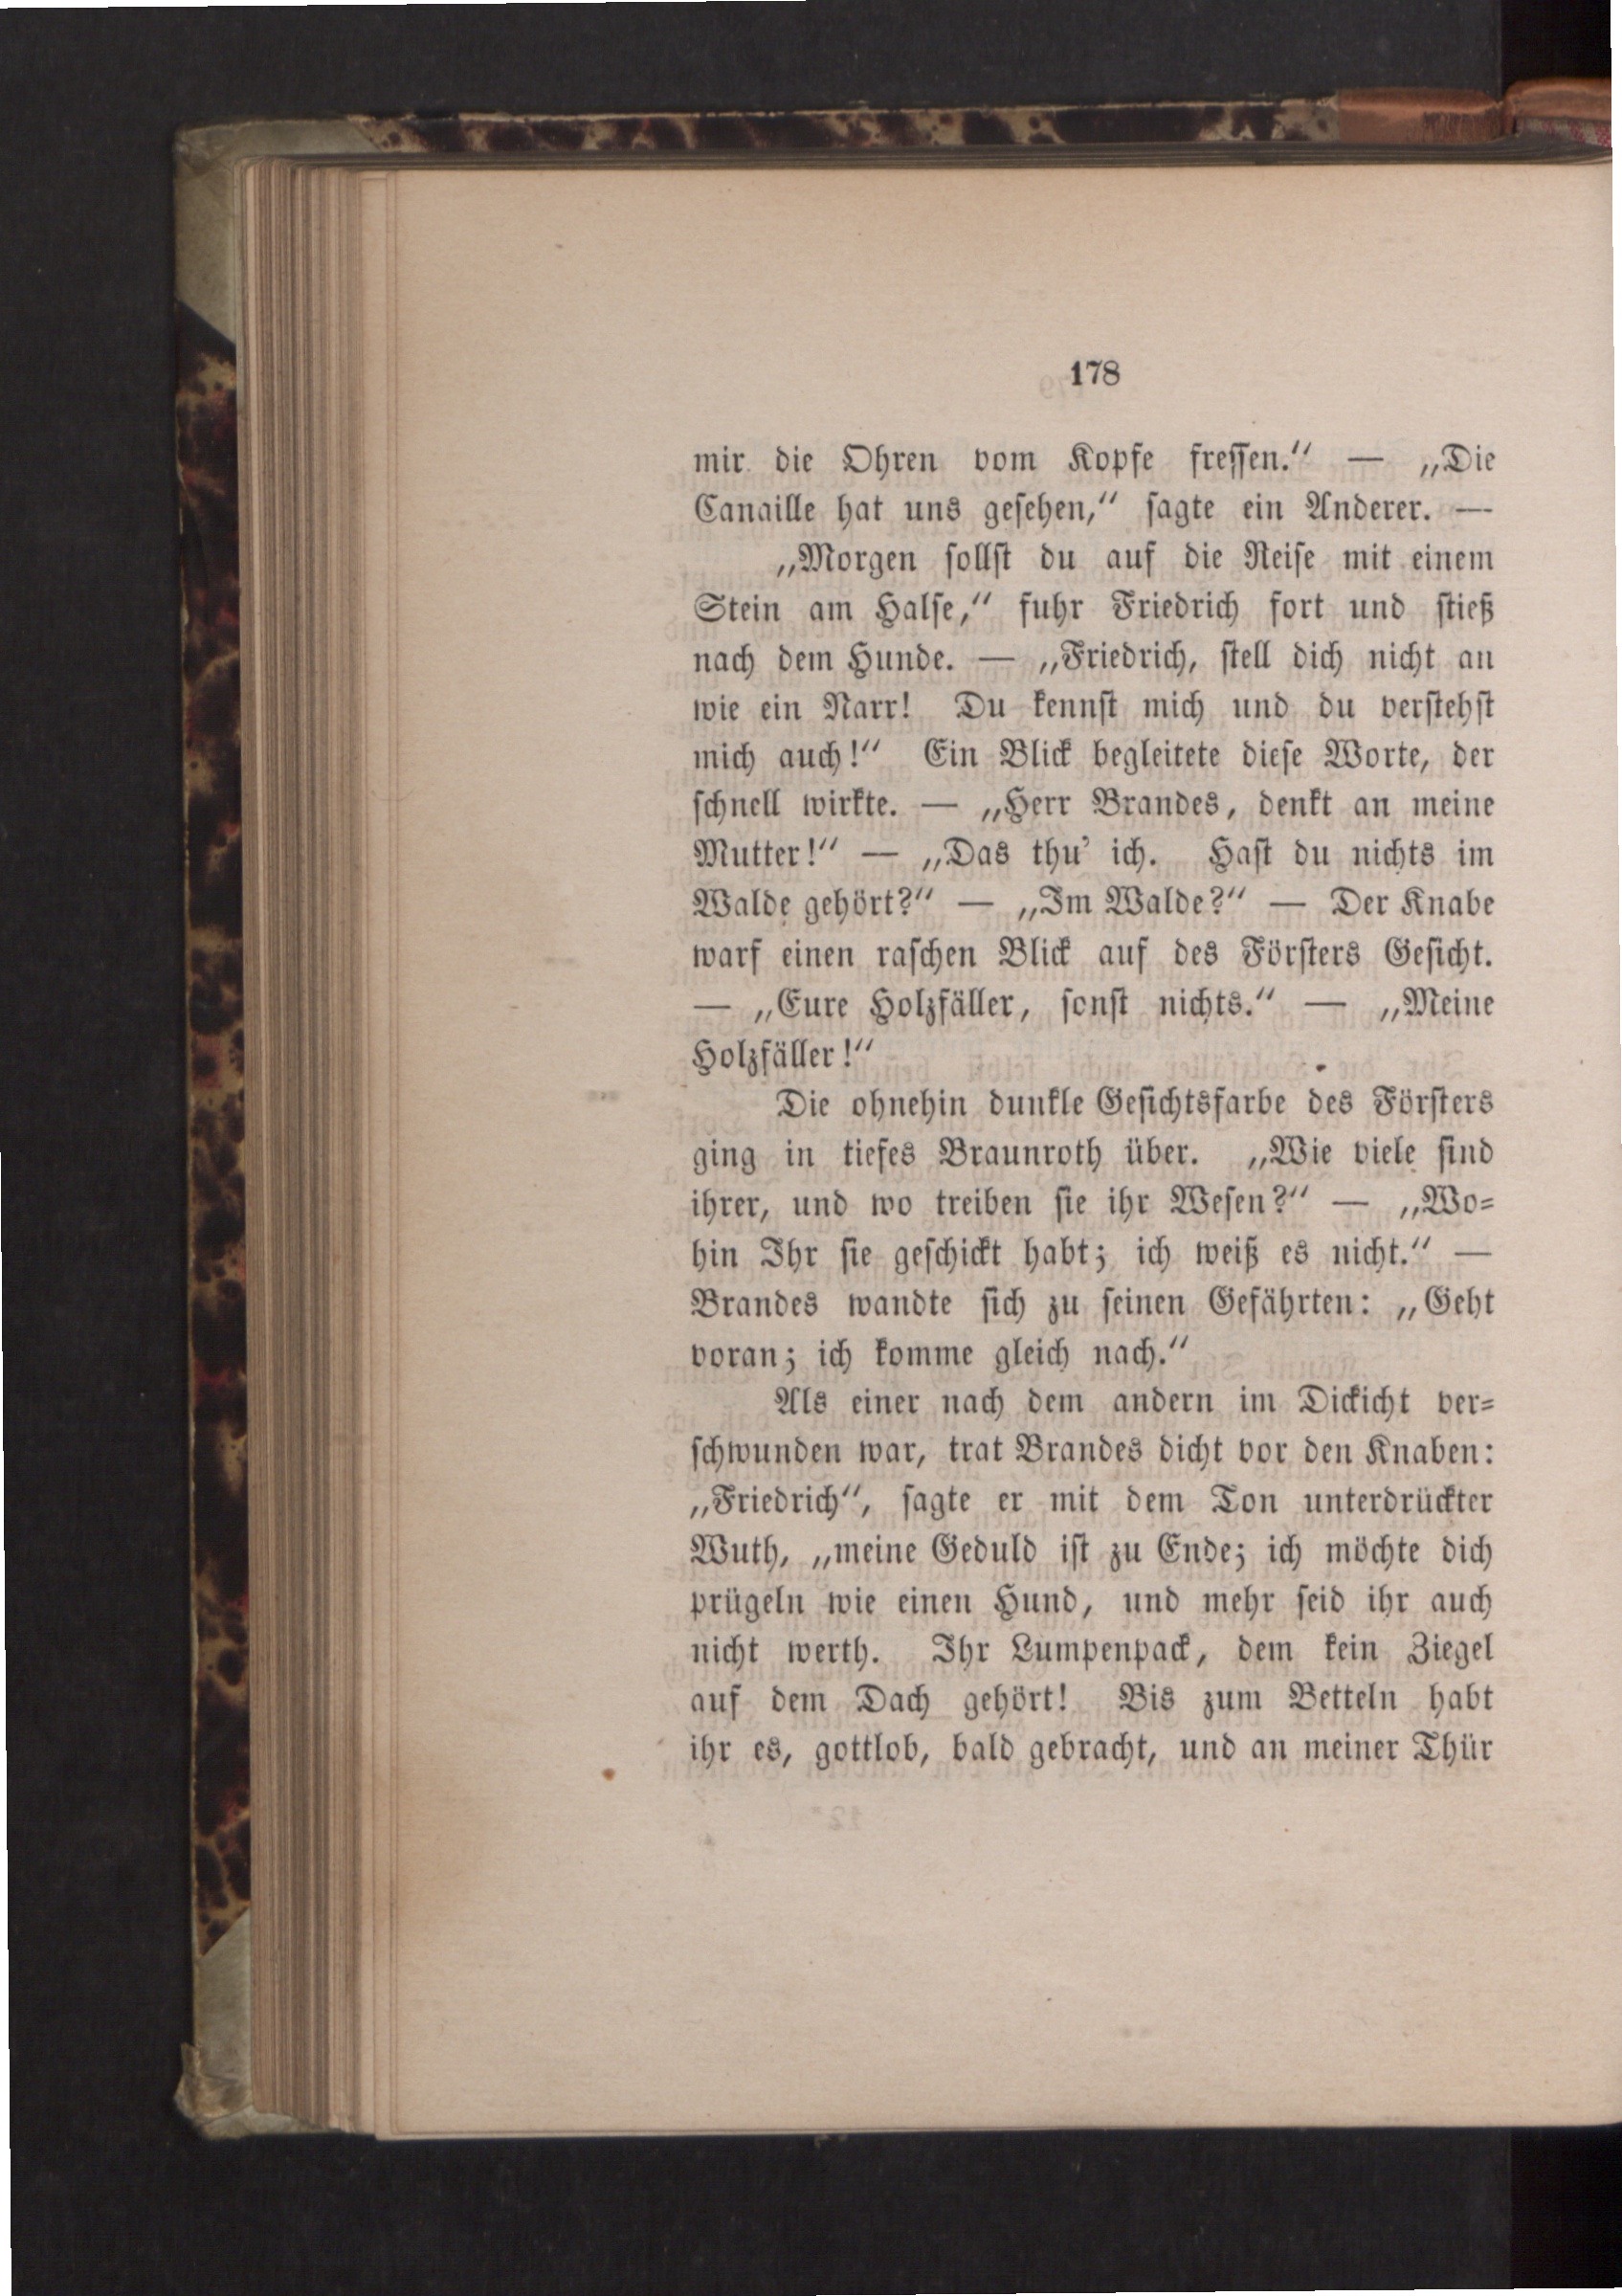 178
mir die Ohren vom Kopfe fressen.“ — „Die
Canaille hat uns gesehen,“ sagte ein Anderer. —
„Morgen sollst du auf die Reise mit einem
Stein am Halse,“ fuhr Friedrich fort und stieß
nach dem Hunde. — „Friedrich, stell dich nicht an
wie ein Narr! Du kennst mich und du verstehst
mich auch!“ Ein Blick begleitete diese Worte, der
schnell wirkte. — „Herr Brandes, denkt an meine
Mutter!“ — „Das thu’ ich. Hast du nichts im
Walde gehört?“ — „Im Walde?“ — Der Knabe
warf einen raschen Blick auf des Försters Gesicht.
— „Eure Holzfäller, sonst nichts.“ — „Meine
Holzfäller!“
Die ohnehin dunkle Gesichtsfarbe des Försters
ging in tiefes Braunroth über. „Wie viele sind
ihrer, und wo treiben sie ihr Wesen?“ — „Wo-
hin Ihr sie geschickt habt; ich weiß es nicht.“ —
Brandes wandte sich zu seinen Gefährten: „Geht
voran; ich komme gleich nach.“
Als einer nach dem andern im Dickicht ver-
schwunden war, trat Brandes dicht vor den Knaben:
„Friedrich“, sagte er mit dem Ton unterdrückter
Wuth, „meine Geduld ist zu Ende; ich möchte dich
prügeln wie einen Hund, und mehr seid ihr auch
nicht werth. Ihr Lumpenpack, dem kein Ziegel
auf dem Dach gehört! Bis zum Betteln habt
ihr es, gottlob, bald gebracht, und an meiner Thür